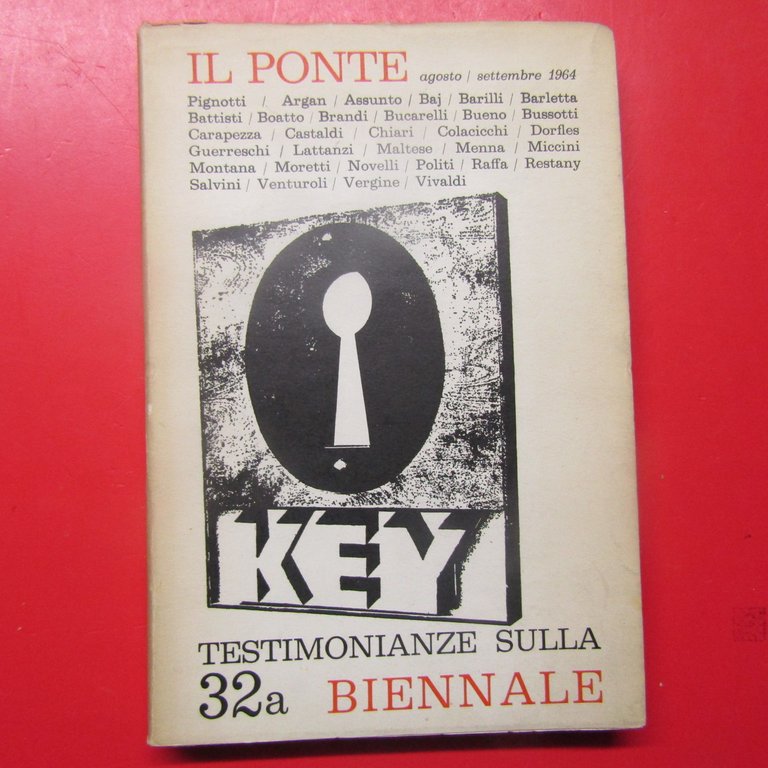 IL PONTE agosto / settembre 1964
Pignotti / Argan / Assunto / Baj / Barilli / Barletta
Battisti / Boatto / Brandi / Bucarelli / Bueno / Bussotti
Carapezza / Castaldi / Chiari / Colacicchi / Dorfles
Guerreschi / Lattanzi / Maltese / Menna / Miccini
Montana / Moretti / Novelli / Politi / Raffa / Restany
Salvini / Venturoli / Vergine / Vivaldi
KEY
TESTIMONIANZE SULLA
32a BIENNALE